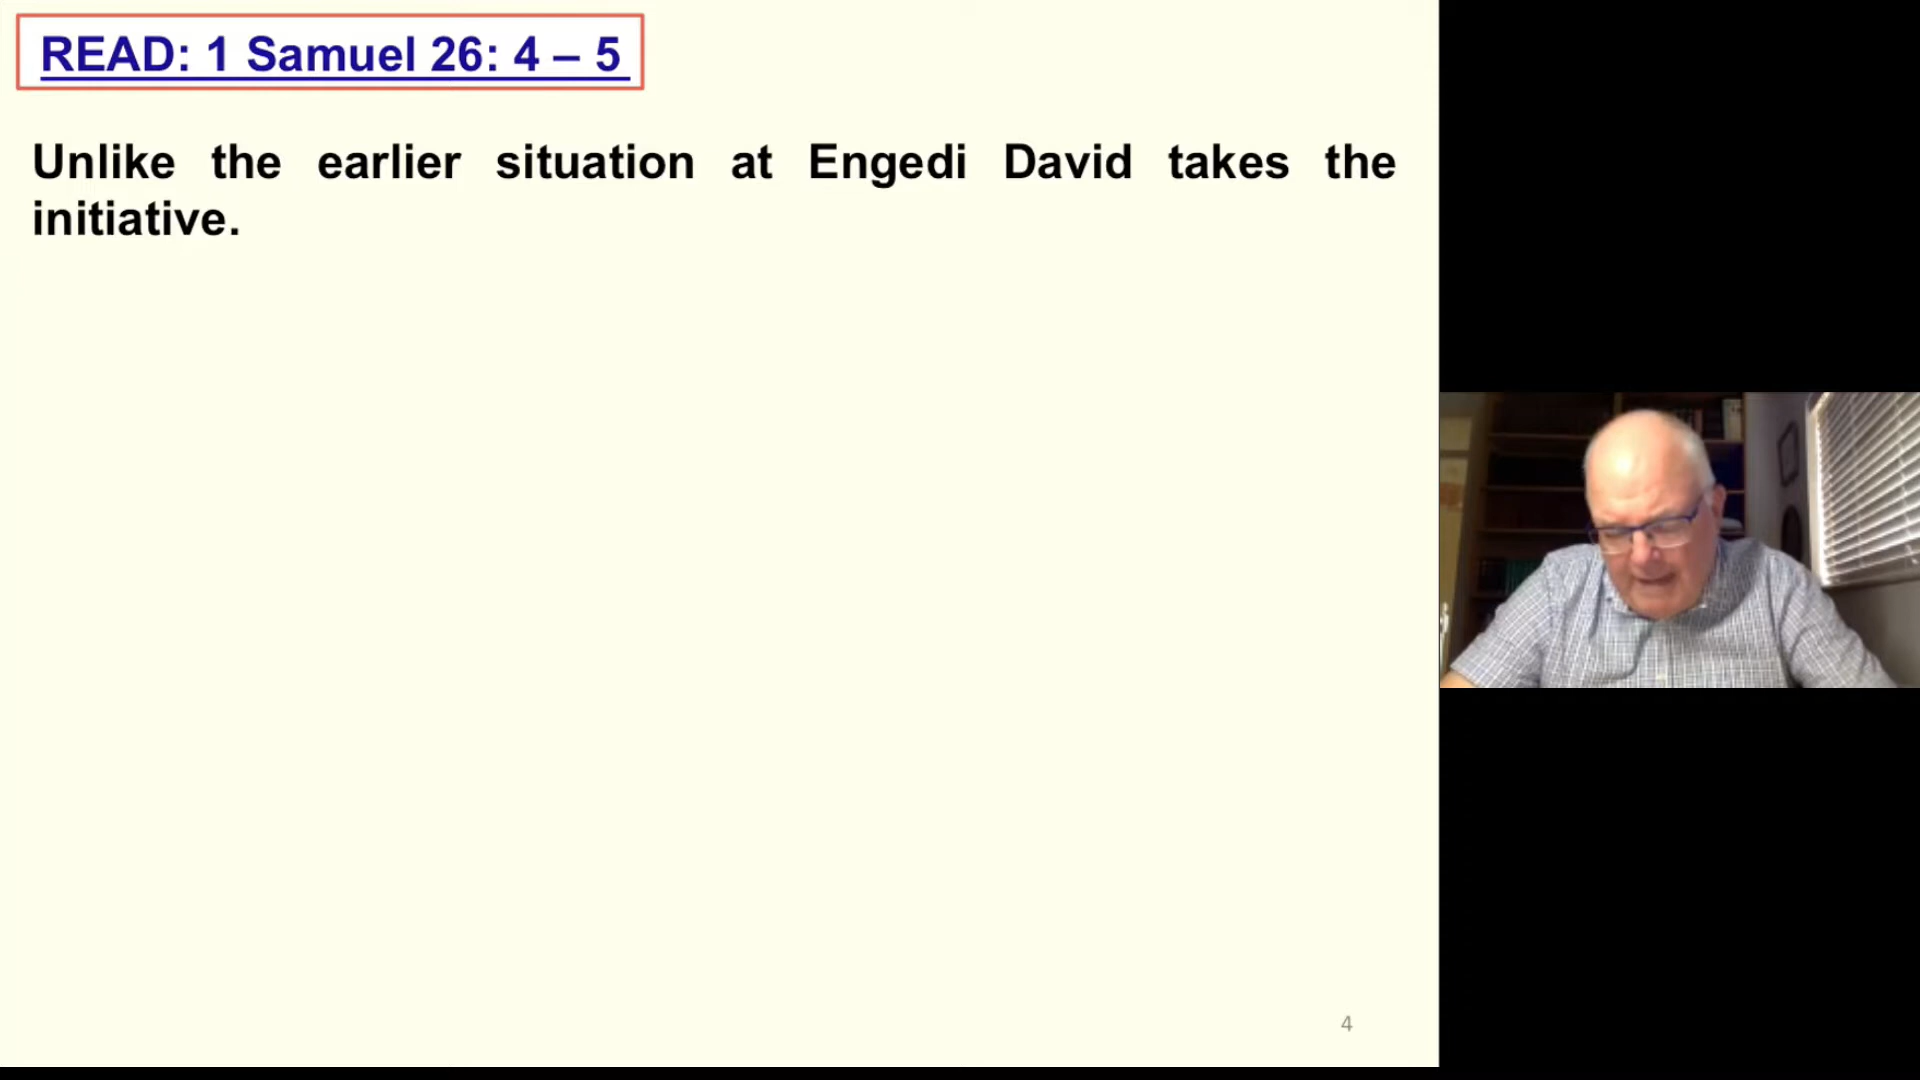 READ: 1 Samuel 26: 4 – 5
Unlike the earlier situation at Engedi David takes the
initiative.
4